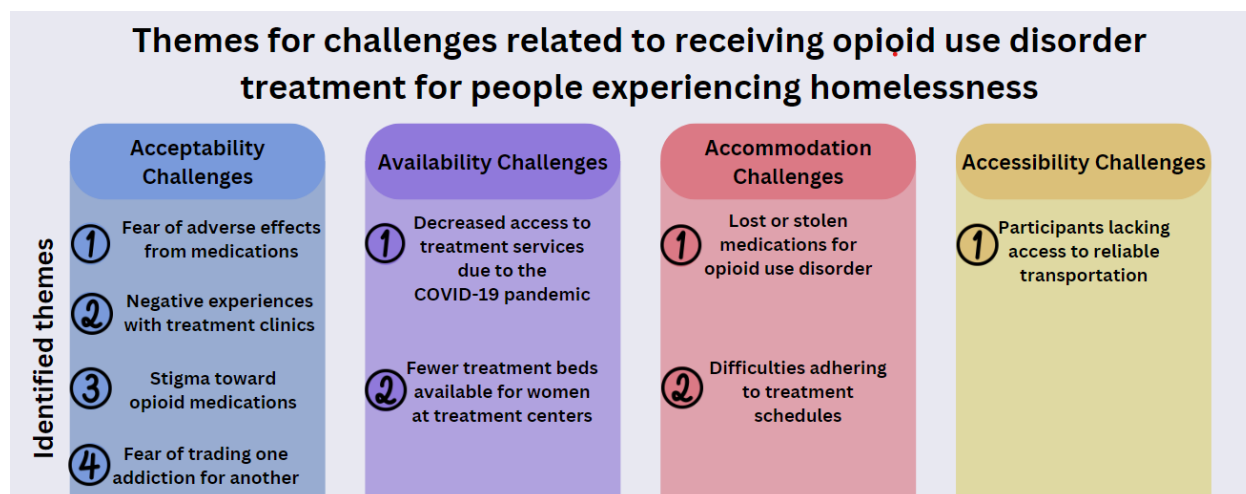 Themes for challenges related to receiving opioid use disorder
treatment for people experiencing homelessness
Identified themes
Acceptability
Challenges
1
Fear of adverse effects
from medications
2
Negative experiences
with treatment clinics
3
Stigma toward
opioid medications
4
Fear of trading one
addiction for another
Availability Challenges
1
Decreased access to
treatment services
due to the
COVID-19 pandemic
2
Fewer treatment beds
available for women
at treatment centers
Accommodation
Challenges
1
Lost or stolen
medications for
opioid use disorder
2
Difficulties adhering
to treatment
schedules
Accessibility Challenges
1
Participants lacking
access to reliable
transportation